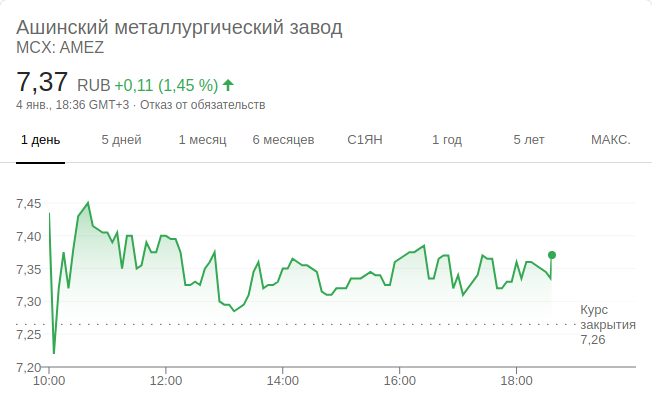 Ашинский металлургический завод
MCX: AMEZ
7,37 RUB +0,11 (1,45 %)
4 янв., 18:36 GMT+3 · Отказ от обязательств
1 день 5 дней 1 месяц 6 месяцев С1ЯН 1 год 5 лет МАКС.
7,45
7,40
7,35
7,30
Курс
закрытия
7,26
7,25
7,20
10:00 12:00 14:00 16:00 18:00